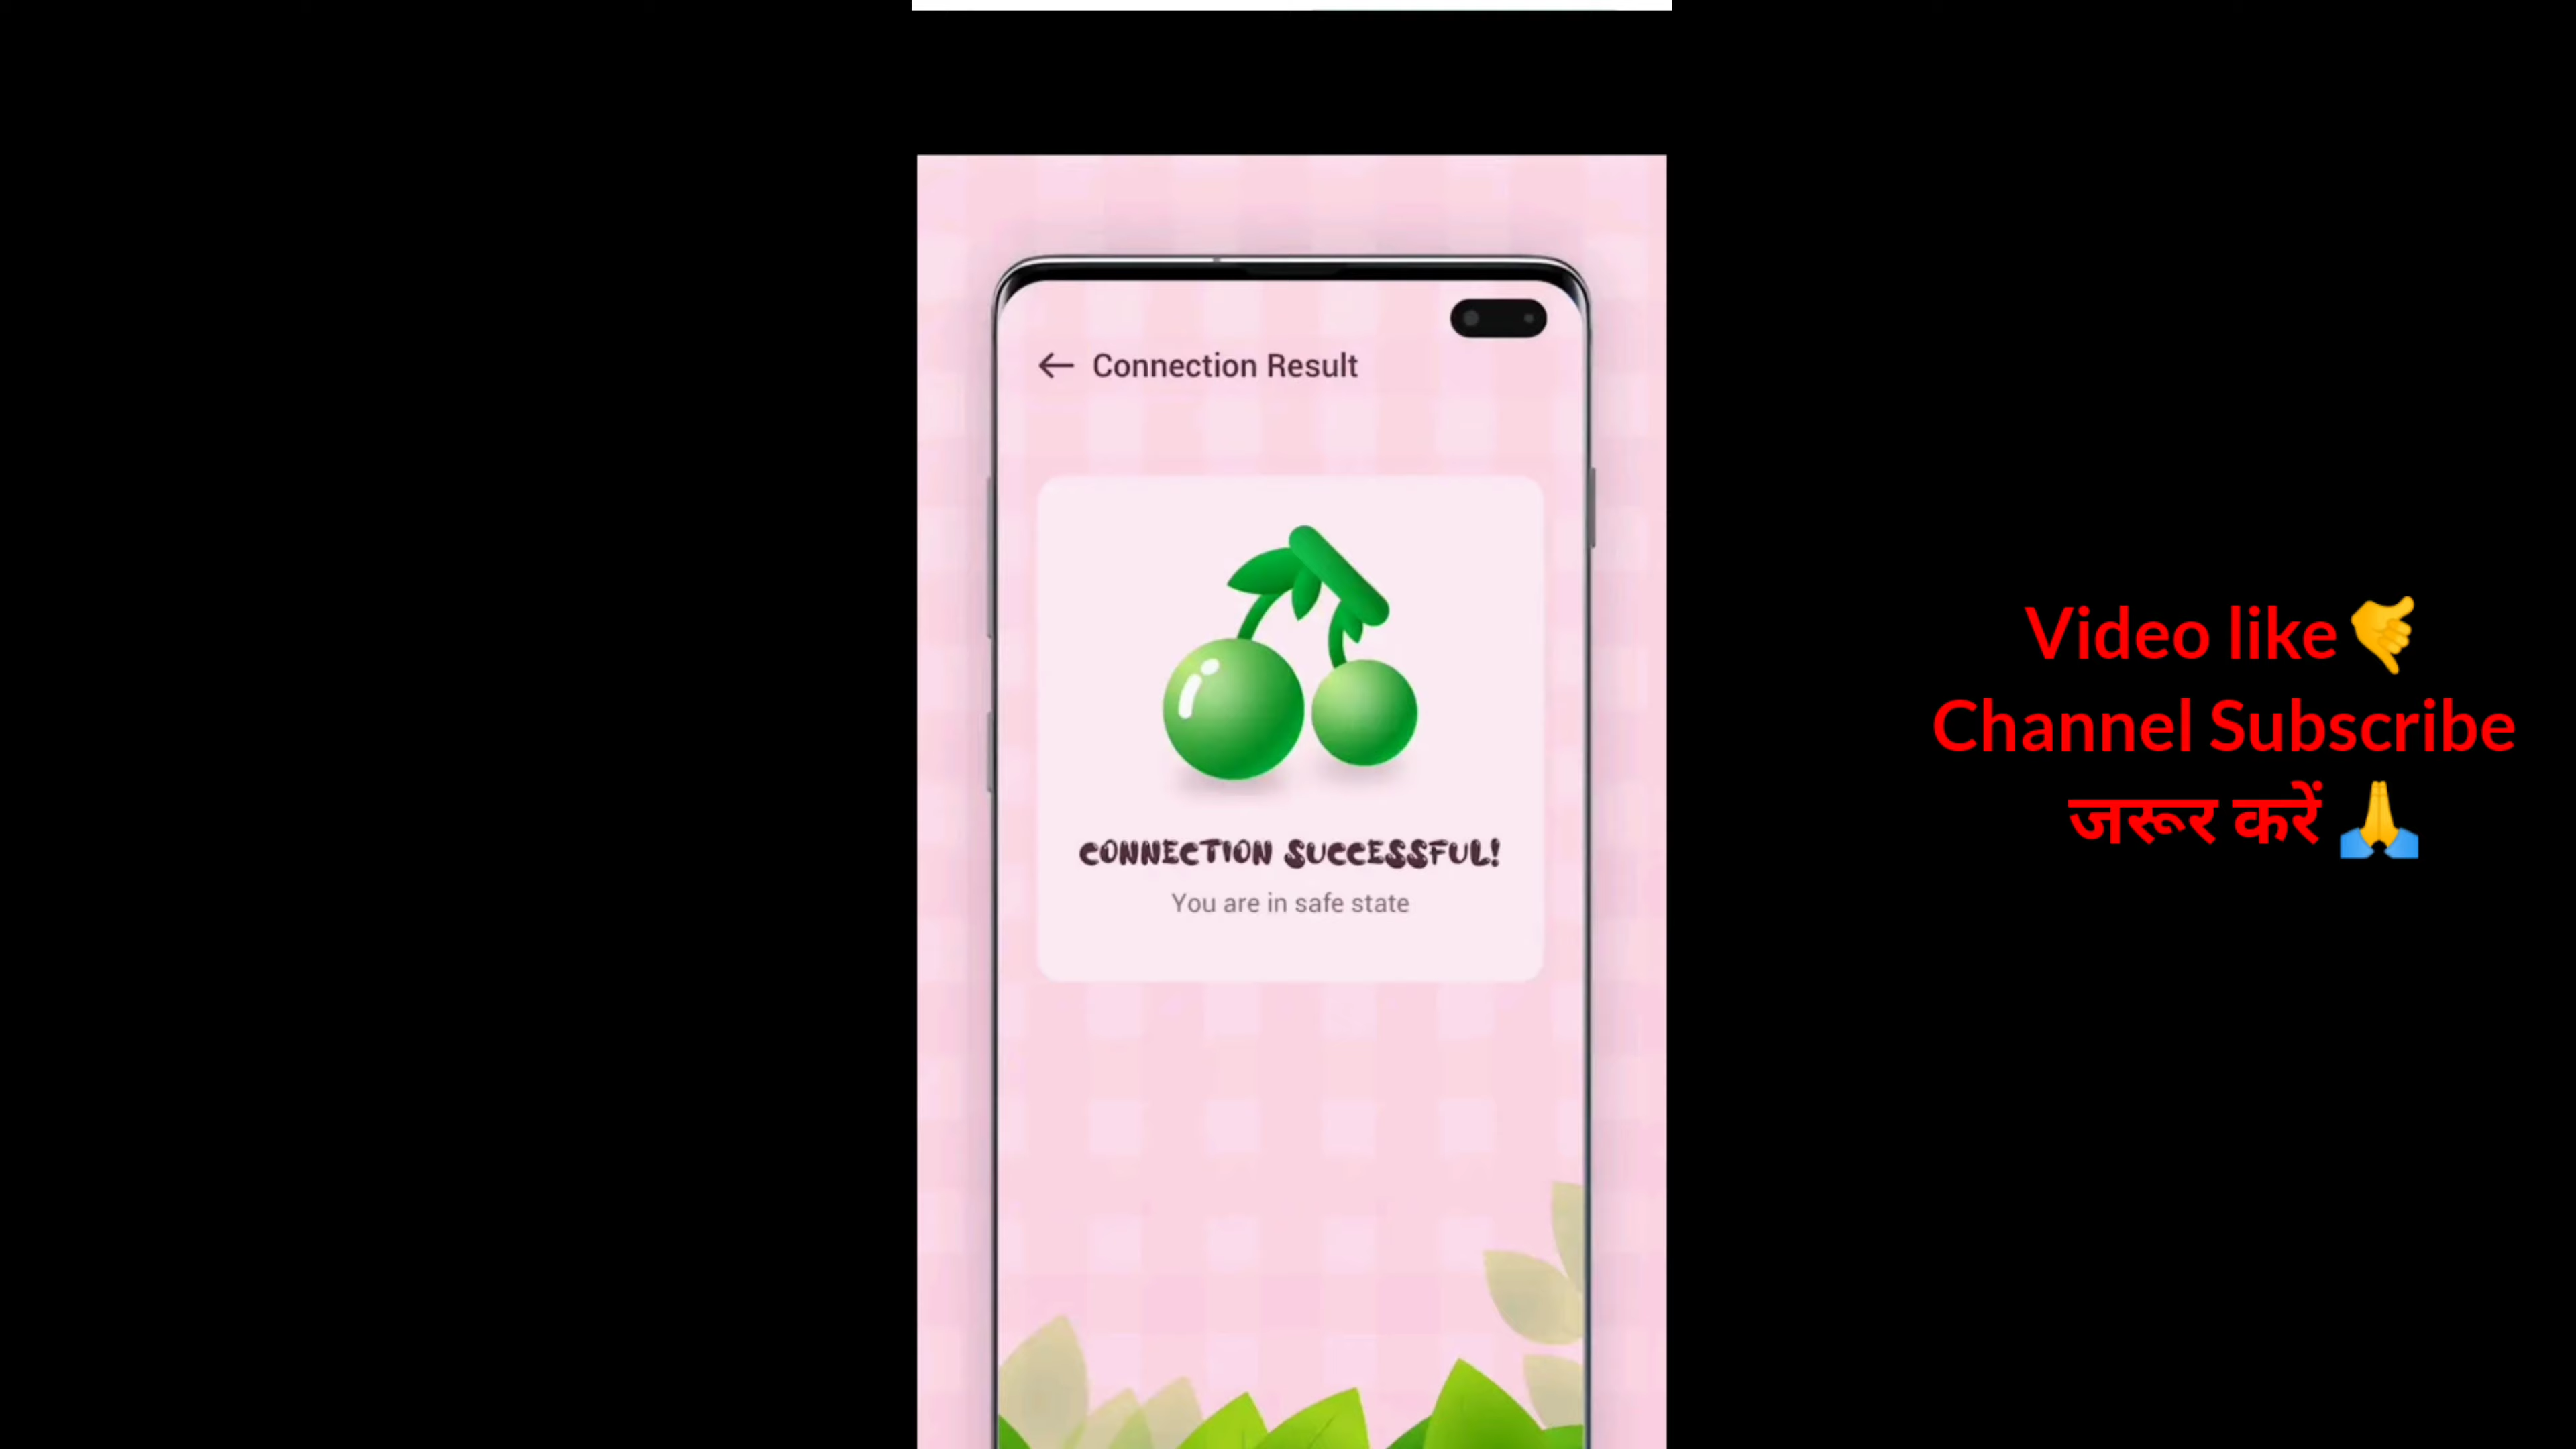 Connection Result
CONNECTION SUCCESSFUL!
You are in safe state
Video like🤙
Channel Subscribe
जरूर करें 🙏